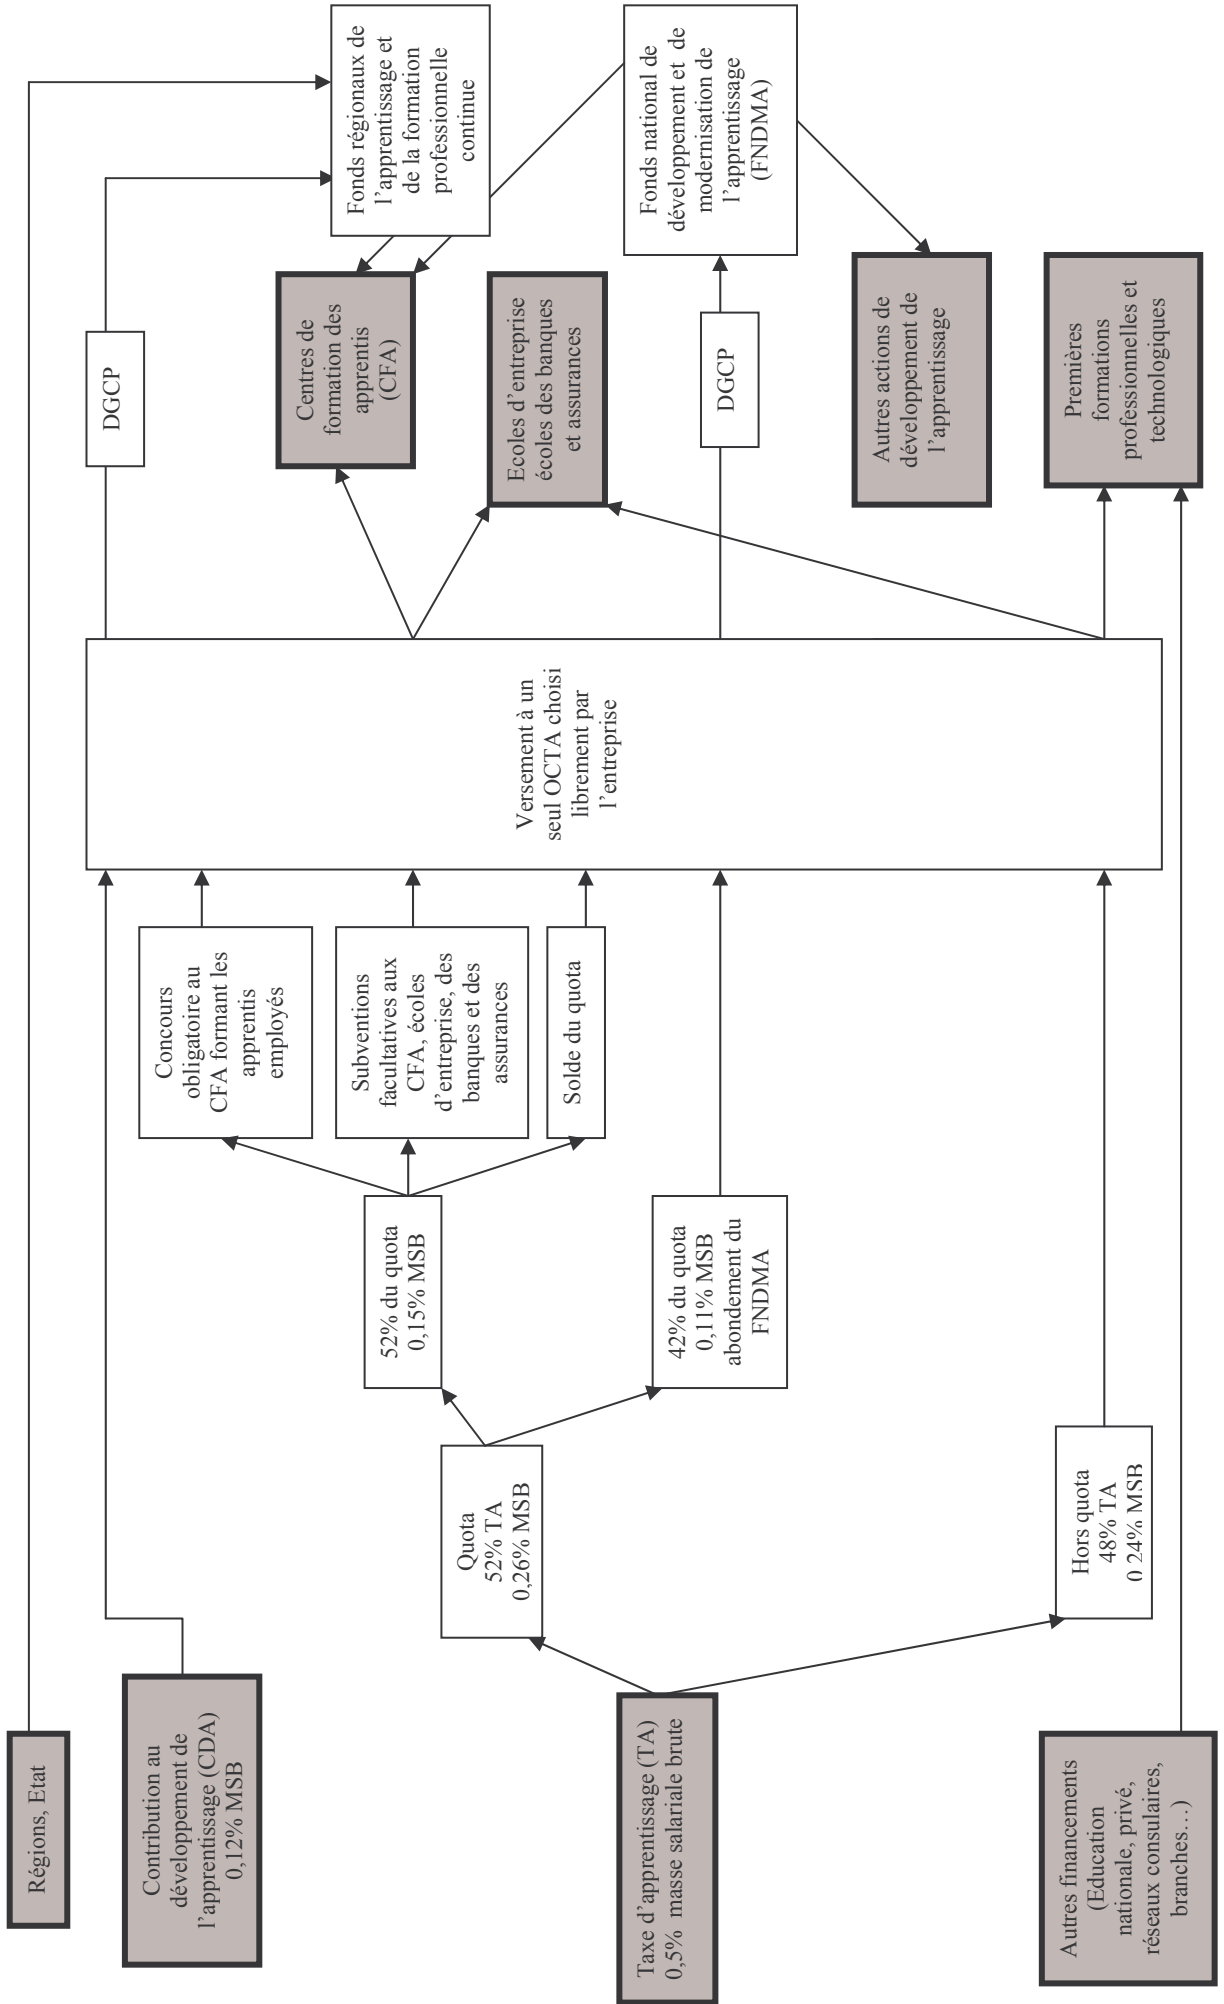 Régions, Etat
Contribution au
développement de
l’apprentissage (CDA)
0,12% MSB
Taxe d’apprentissage (TA)
0,5% masse salariale brute
Autres financements
(Education
nationale, privé,
réseaux consulaires,
branches…)
Quota
52% TA
0,26% MSB
Hors quota
48% TA
0 24% MSB
52% du quota
0,15% MSB
42% du quota
0,11% MSB
abondement du
FNDMA
Concours
obligatoire au
CFA formant les
apprentis
employés
Subventions
facultatives aux
CFA, écoles
d’entreprise, des
banques et des
assurances
Solde du quota
Versement à un
seul OCTA choisi
librement par
l’entreprise
DGCP
DGCP
Centres de
formation des
apprentis
(CFA)
Ecoles d’entreprise
écoles des banques
et assurances
Autres actions de
développement de
l’apprentissage
Premières
formations
professionnelles et
technologiques
Fonds régionaux de
l’apprentissage et
de la formation
professionnelle
continue
Fonds national de
développement et de
modernisation de
l’apprentissage
(FNDMA)